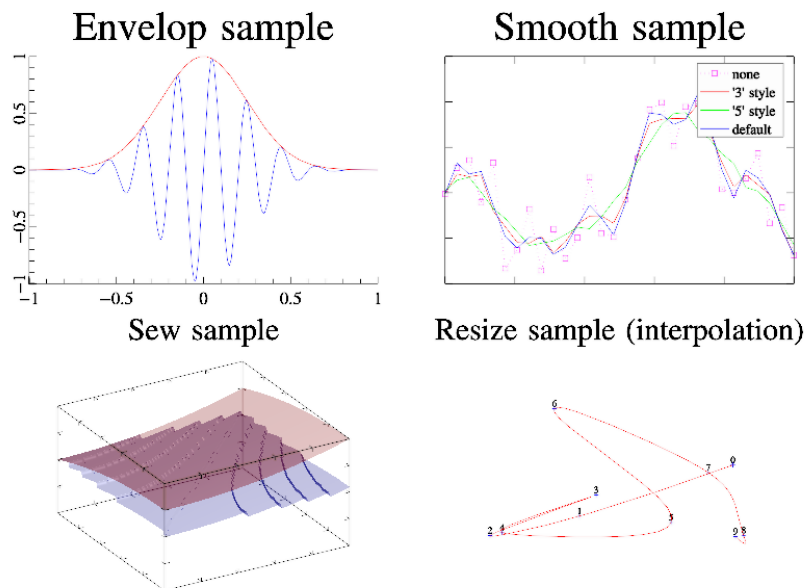 Envelop sample
1
0.5
0
−0.5
−1
−1
−0.5
0
0.5
1
Smooth sample
none
'3' style
'5' style
default
Sew sample
Resize sample (interpolation)
6
0
7
3
1
5
2
4
9
8